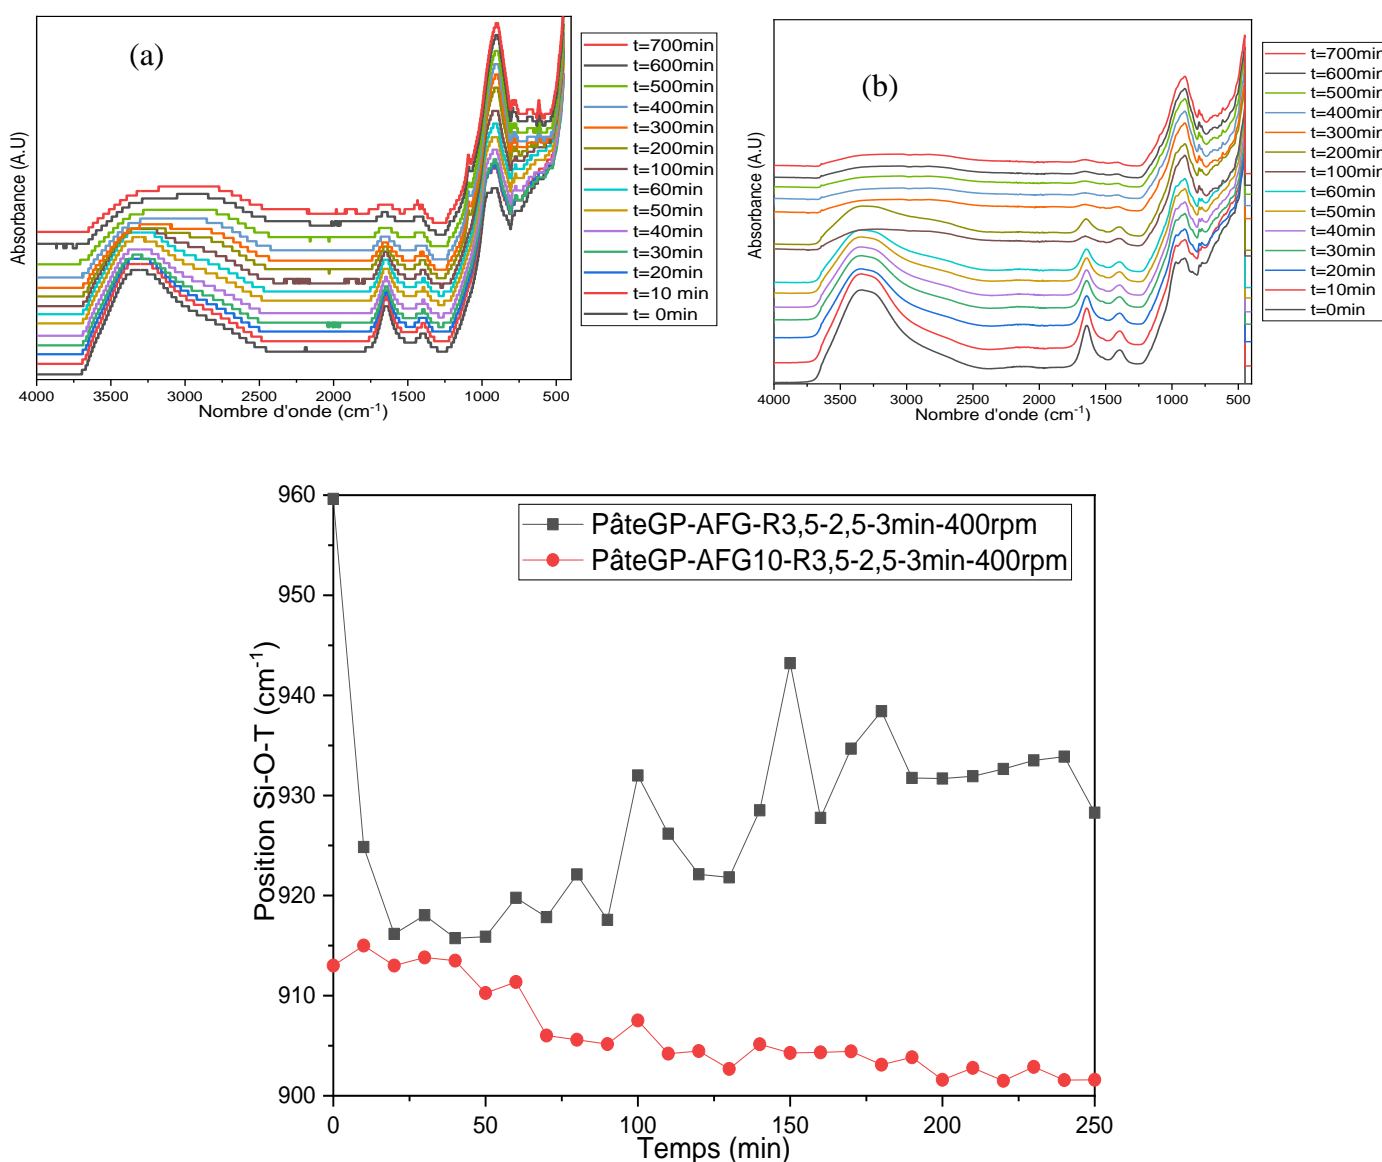 (a)
Absorbance (A.U)
4000 3500 3000 2500 2000 1500 1000 500
Nombre d'onde (cm-1)
t=700min
t=600min
t=500min
t=400min
t=300min
t=200min
t=100min
t=60min
t=50min
t=40min
t=30min
t=20min
t=10 min
t= 0min
(b)
Absorbance (A.U)
4000 3500 3000 2500 2000 1500 1000 500
Nombre d'onde (cm-1)
t=700min
t=600min
t=500min
t=400min
t=300min
t=200min
t=100min
t=60min
t=50min
t=40min
t=30min
t=20min
t=10min
t=0min
PâteGP-AFG-R3,5-2,5-3min-400rpm
PâteGP-AFG10-R3,5-2,5-3min-400rpm
Position Si-O-T (cm-1)
960
950
940
930
920
910
900
0 50 100 150 200 250
Temps (min)